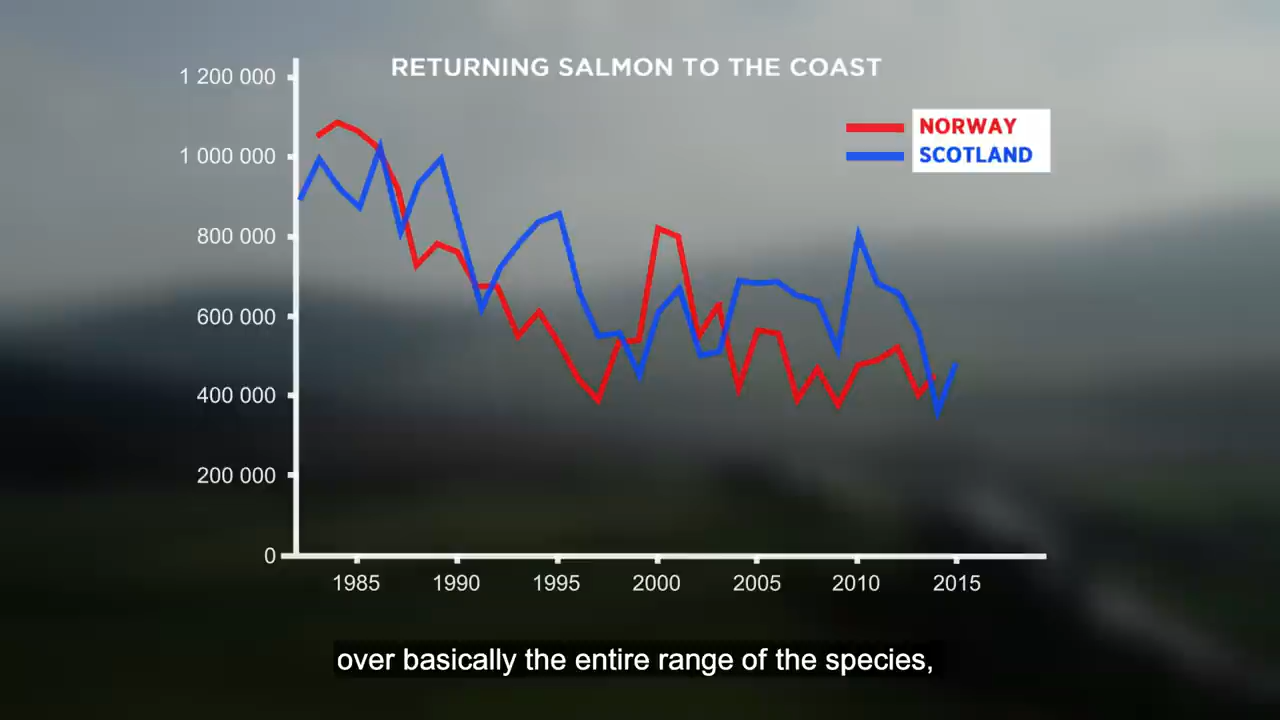 RETURNING SALMON TO THE COAST
NORWAY
SCOTLAND
1 200 000
1 000 000
800 000
600 000
400 000
200 000
0
1985 1990 1995 2000 2005 2010 2015
over basically the entire range of the species,